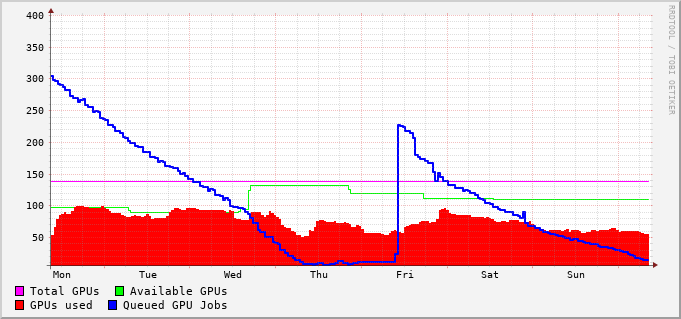 400
350
300
250
200
150
100
50
Mon Tue Wed Thu Fri Sat Sun
Total GPUs Available GPUs
GPUs used Queued GPU Jobs
RRDTOOL / TOBI OETIKER